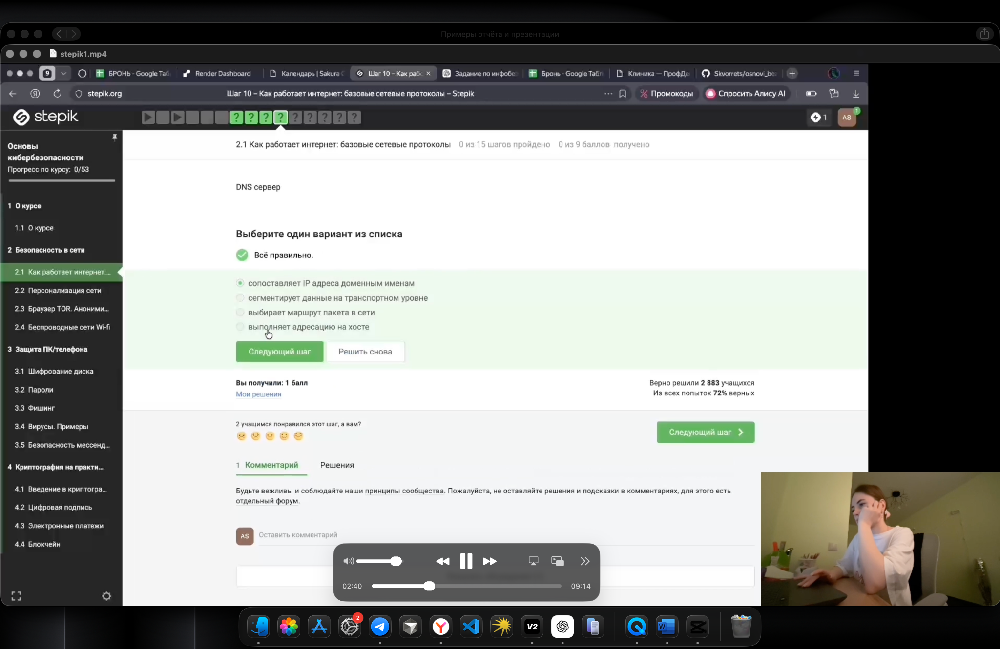 Примеры отчёта и презентации
stepik1.mp4
9
БРОНЬ - Google Таб
Render Dashboard
Календарь | Sakura
Шаг 10 – Как раб
Задание по инфобе
Бронь - Google Табл
Клиника — ПрофДе
Skvorrets/osnovi_be
stepik.org
Шаг 10 – Как работает интернет: базовые сетевые протоколы – Stepik
Промокоды
Спросить Алису AI
stepik
? ? ? ? ? ? ? ? ?
1
AS
1
Основы
кибербезопасности
Прогресс по курсу: 0/53
1 О курсе
1.1 О курсе
2 Безопасность в сети
2.1 Как работает интернет:...
2.2 Персонализация сети
2.3 Браузер TOR. Аноними...
2.4 Беспроводные сети Wi-fi
3 Защита ПК/телефона
3.1 Шифрование диска
3.2 Пароли
3.3 Фишинг
3.4 Вирусы. Примеры
3.5 Безопасность мессенд...
4 Криптография на практи...
4.1 Введение в криптогра...
4.2 Цифровая подпись
4.3 Электронные платежи
4.4 Блокчейн
2.1 Как работает интернет: базовые сетевые протоколы 0 из 15 шагов пройдено 0 из 9 баллов получено
DNS сервер
Выберите один вариант из списка
Всё правильно.
сопоставляет IP адреса доменным именам
сегментирует данные на транспортном уровне
выбирает маршрут пакета в сети
выполняет адресацию на хосте
Следующий шаг
Решить снова
Вы получили: 1 балл
Мои решения
Верно решили 2 883 учащихся
Из всех попыток 72% верных
2 учащимся понравился этот шаг, а вам?
Следующий шаг
1 Комментарий
Решения
Будьте вежливы и соблюдайте наши принципы сообщества. Пожалуйста, не оставляйте решения и подсказки в комментариях, для этого есть
отдельный форум.
AS
Оставить комментарий
02:40
09:14
2
V2
W